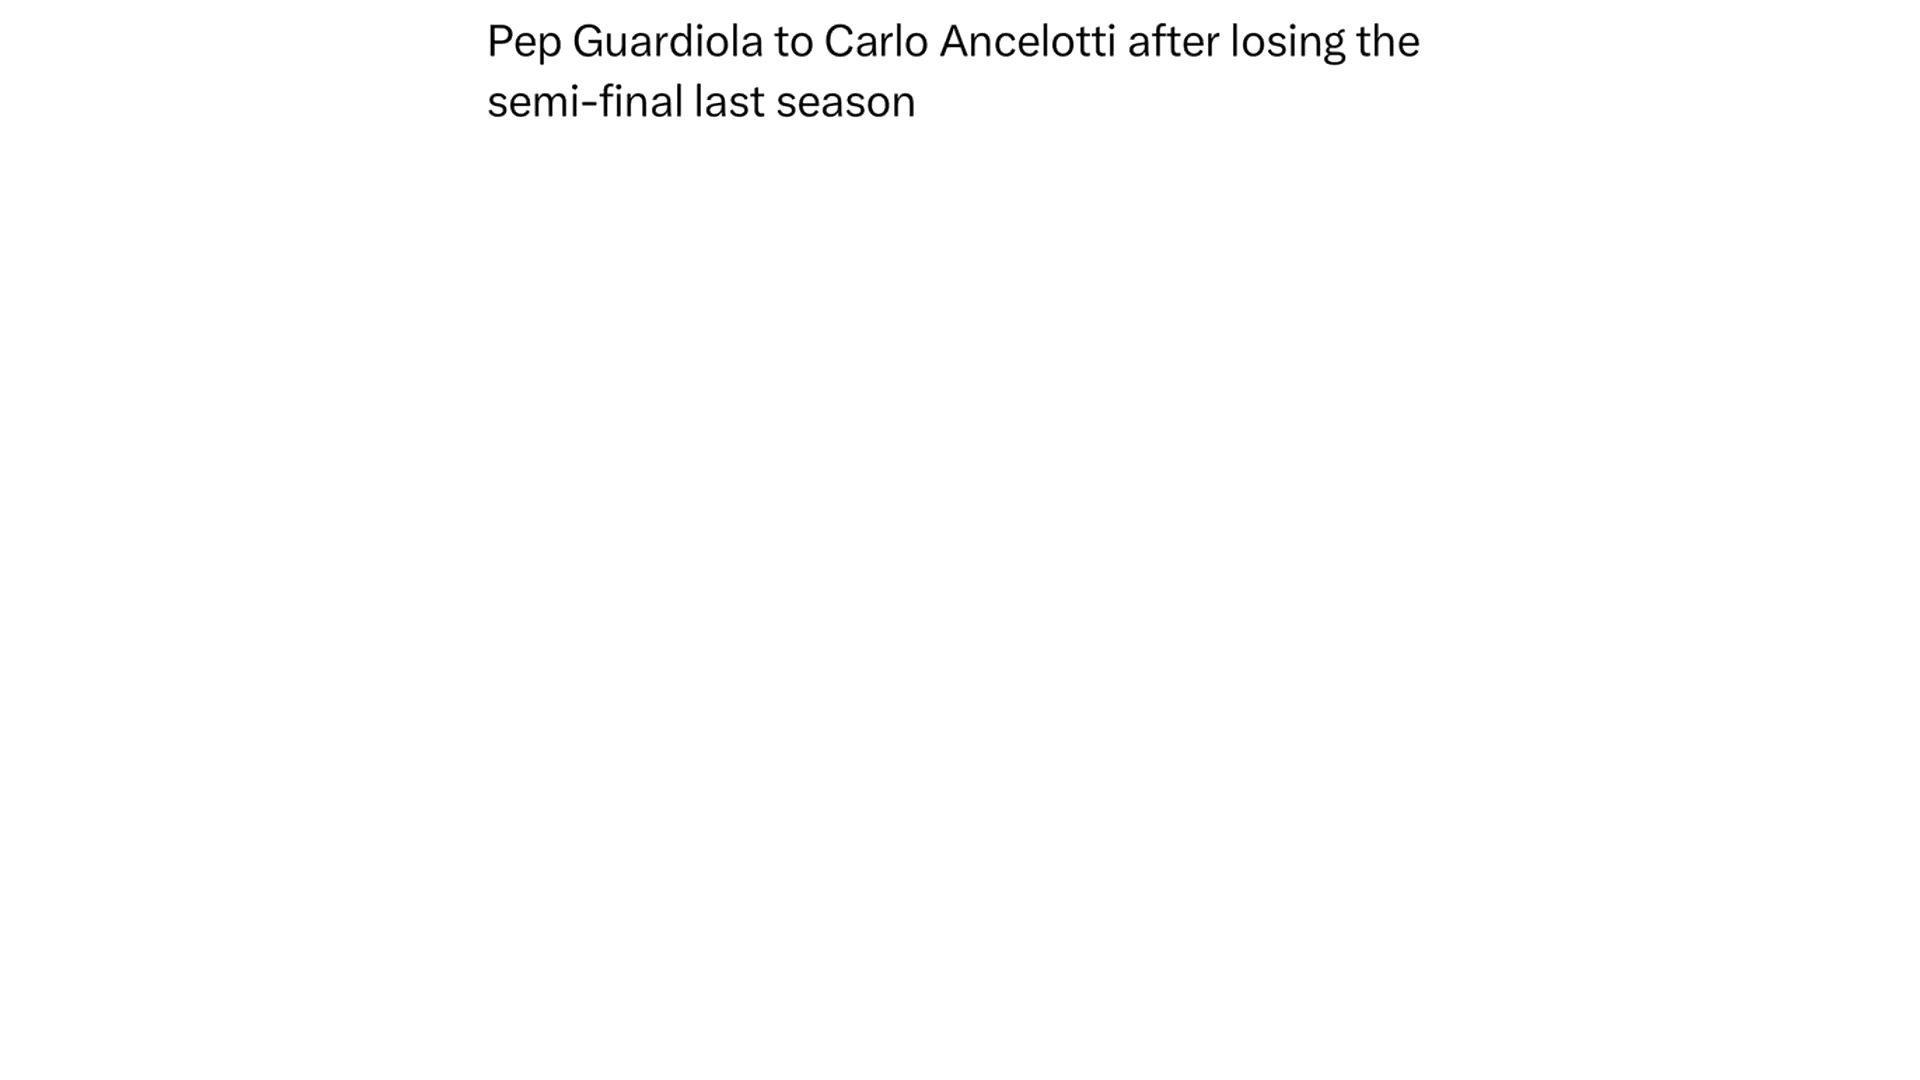 Pep Guardiola to Carlo Ancelotti after losing the
semi-final last season